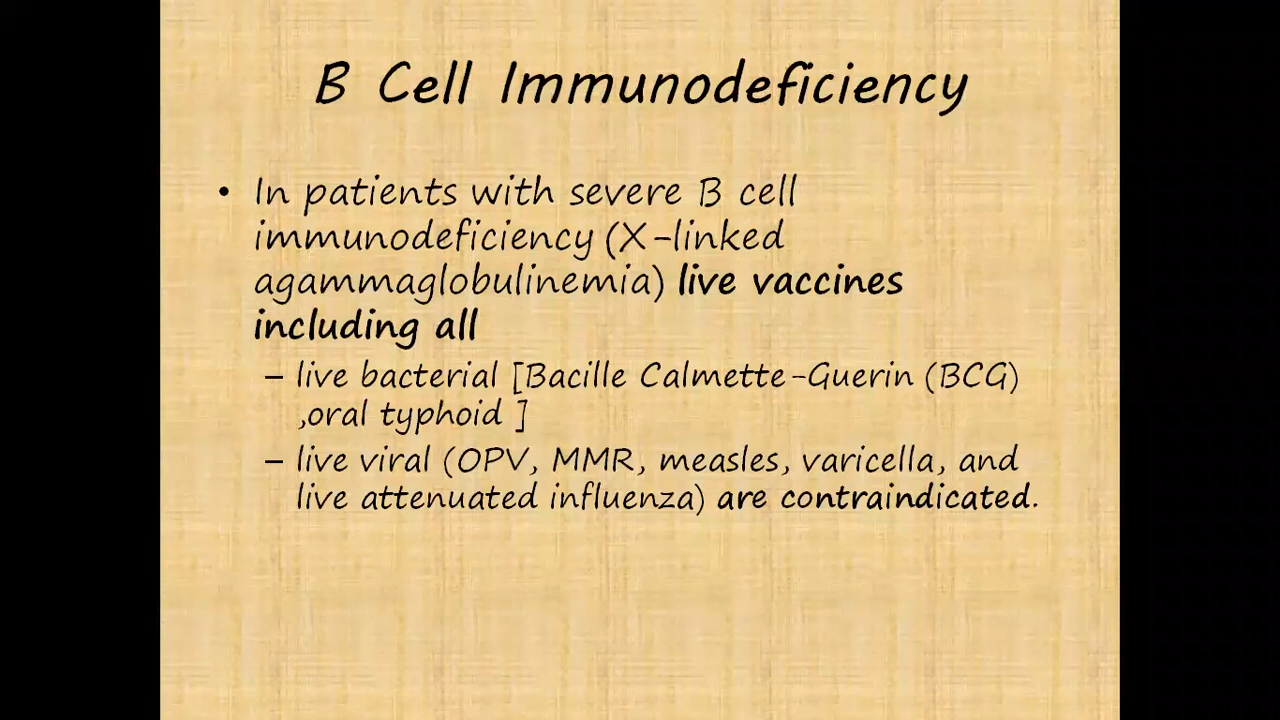 B Cell Immunodeficiency
• In patients with severe B cell
immunodeficiency (X-linked
agammaglobulinemia) live vaccines
including all
– live bacterial [Bacille Calmette-Guerin (BCG)
,oral typhoid ]
– live viral (OPV, MMR, measles, varicella, and
live attenuated influenza) are contraindicated.